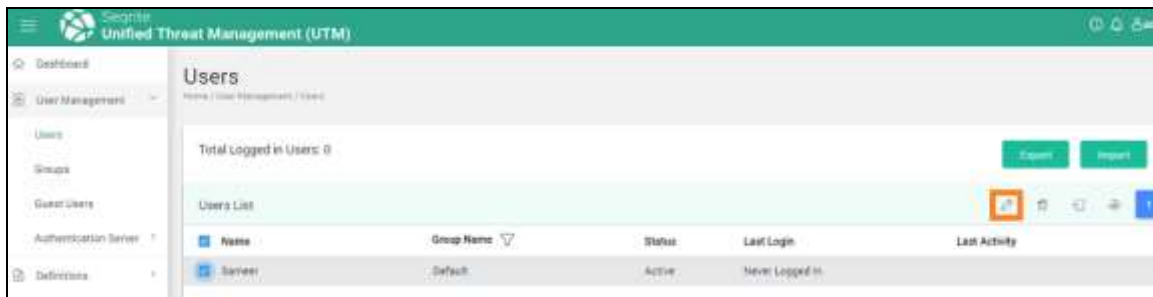 Seqrite
Unified Threat Management (UTM)
Dashboard
Users
User Management
Home / User Management / Users
Users
Total Logged in Users: 0
Export
Import
Groups
Guest Users
Users List
Authentication Server
Name
Group Name
Status
Last Login
Last Activity
Definitions
Sameer
Default
Active
Never Logged in